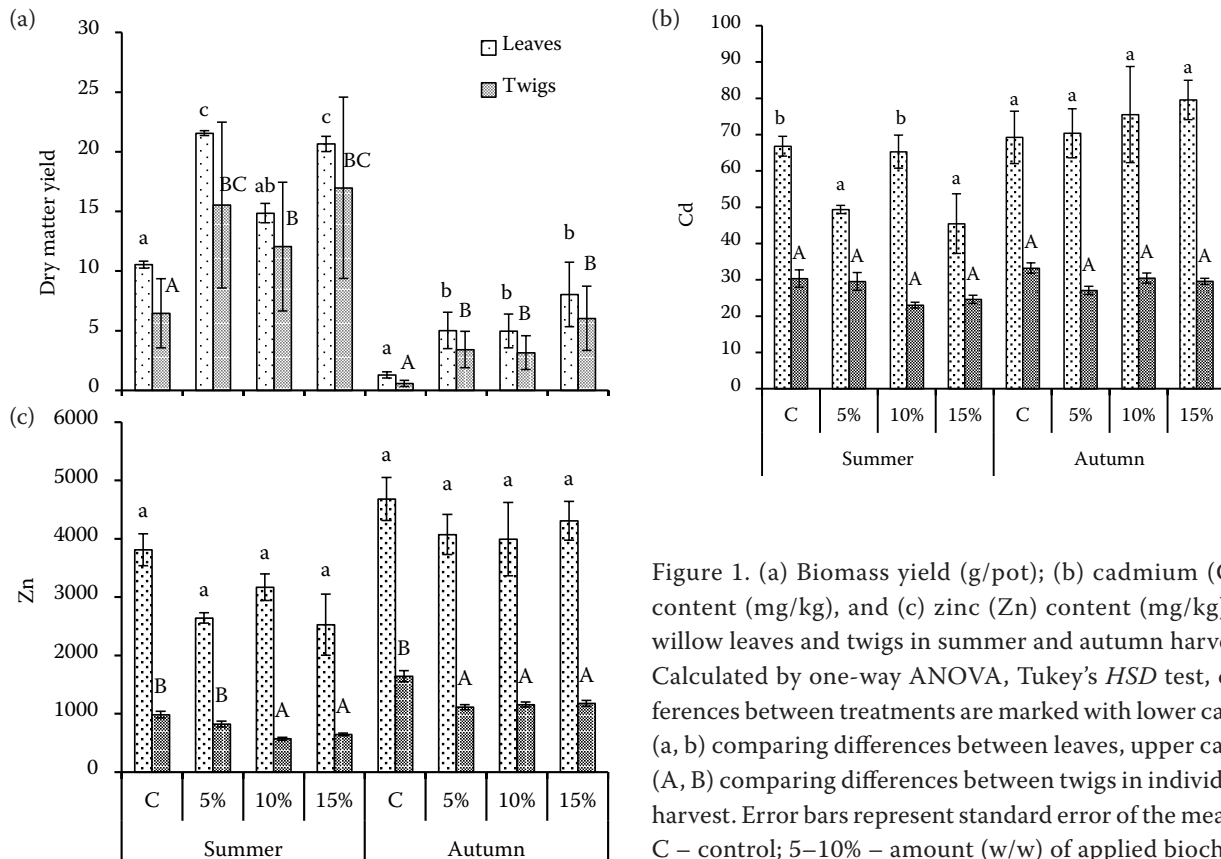 (a)
30
25
20
15
10
5
0
Dry matter yield
Leaves
Twigs
a
A
c
BC
ab
B
c
BC
a
A
b
B
b
B
b
B
(b)
100
90
80
70
60
50
40
30
20
10
0
Cd
b
A
a
A
b
A
a
A
a
A
a
A
a
A
a
A
C 5% 10% 15% C 5% 10% 15%
Summer Autumn
(c)
6000
5000
4000
3000
2000
1000
0
Zn
a
B
a
B
a
A
a
A
a
B
a
A
a
A
a
A
C 5% 10% 15% C 5% 10% 15%
Summer Autumn
Figure 1. (a) Biomass yield (g/pot); (b) cadmium (
content (mg/kg), and (c) zinc (Zn) content (mg/kg)
willow leaves and twigs in summer and autumn harve
Calculated by one-way ANOVA, Tukey's HSD test, 
ferences between treatments are marked with lower ca
(a, b) comparing differences between leaves, upper ca
(A, B) comparing differences between twigs in individ
harvest. Error bars represent standard error of the mea
C – control; 5–10% – amount (w/w) of applied bioch